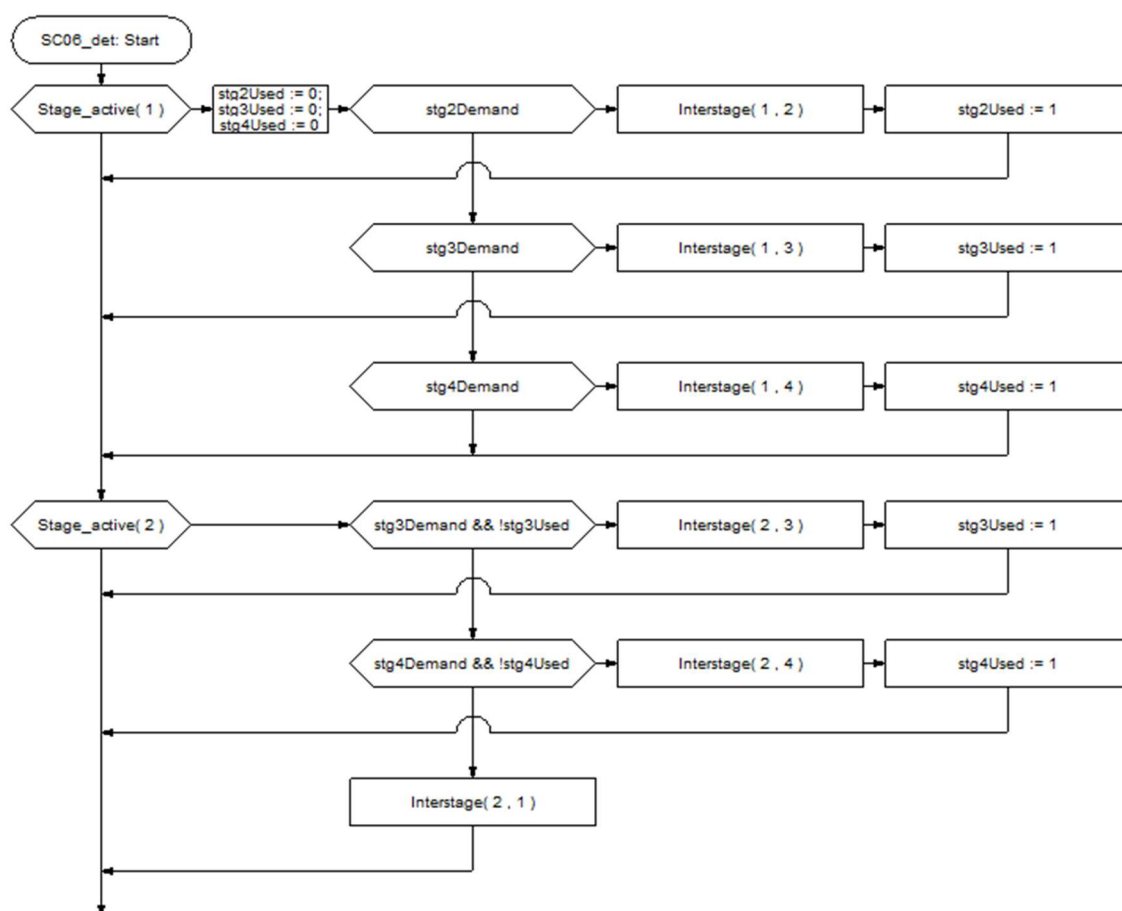 SC06_det: Start
Stage_active( 1 )
stg2Used := 0;
stg3Used := 0;
stg4Used := 0
stg2Demand
Interstage( 1 , 2 )
stg2Used := 1
stg3Demand
Interstage( 1 , 3 )
stg3Used := 1
stg4Demand
Interstage( 1 , 4 )
stg4Used := 1
Stage_active( 2 )
stg3Demand && !stg3Used
Interstage( 2 , 3 )
stg3Used := 1
stg4Demand && !stg4Used
Interstage( 2 , 4 )
stg4Used := 1
Interstage( 2 , 1 )